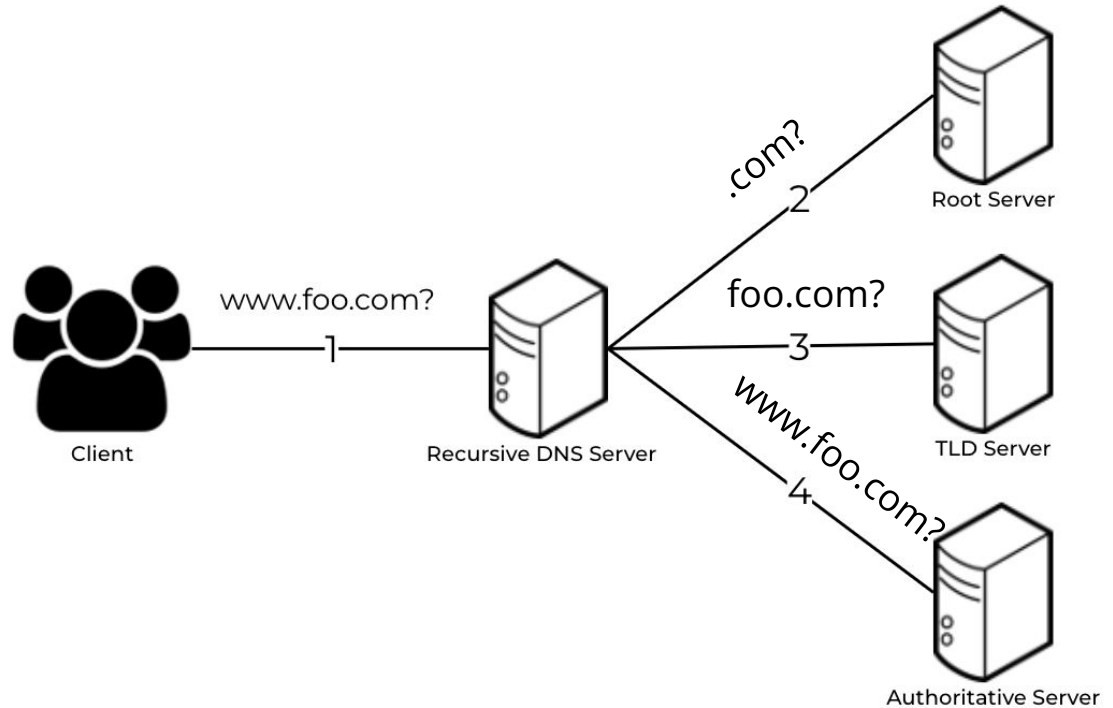 .com?
2
Root Server
www.foo.com?
1
foo.com?
3
www.foo.com?
4
Client
Recursive DNS Server
TLD Server
Authoritative Server